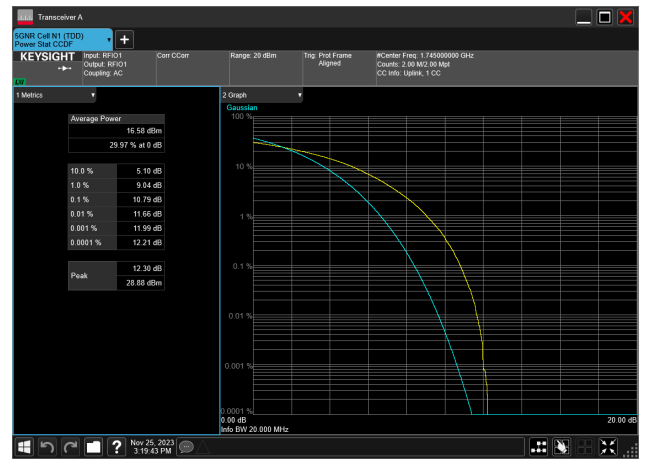 Transceiver A
5GNR Cell N1 (TDD)
Power Stat CCDF
KEYSIGHT
Input: RFIO1
Output: RFIO1
Coupling: AC
Corr CCorr
Range: 20 dBm
Trig: Prot Frame
Aligned
#Center Freq: 1.745000000 GHz
Counts: 2.00 M/2.00 Mpt
CC Info: Uplink, 1 CC
1 Metrics
2 Graph
Gaussian
Average Power
16.58 dBm
29.97 % at 0 dB
10.0 % 5.10 dB
1.0 % 9.04 dB
0.1 % 10.79 dB
0.01 % 11.66 dB
0.001 % 11.99 dB
0.0001 % 12.21 dB
Peak
12.30 dB
28.88 dBm
100 %
10 %
1 %
0.1 %
0.01 %
0.001 %
0.0001 %
0.00 dB
20.00 dB
Info BW 20.000 MHz
?
Nov 25, 2023
3:19:43 PM